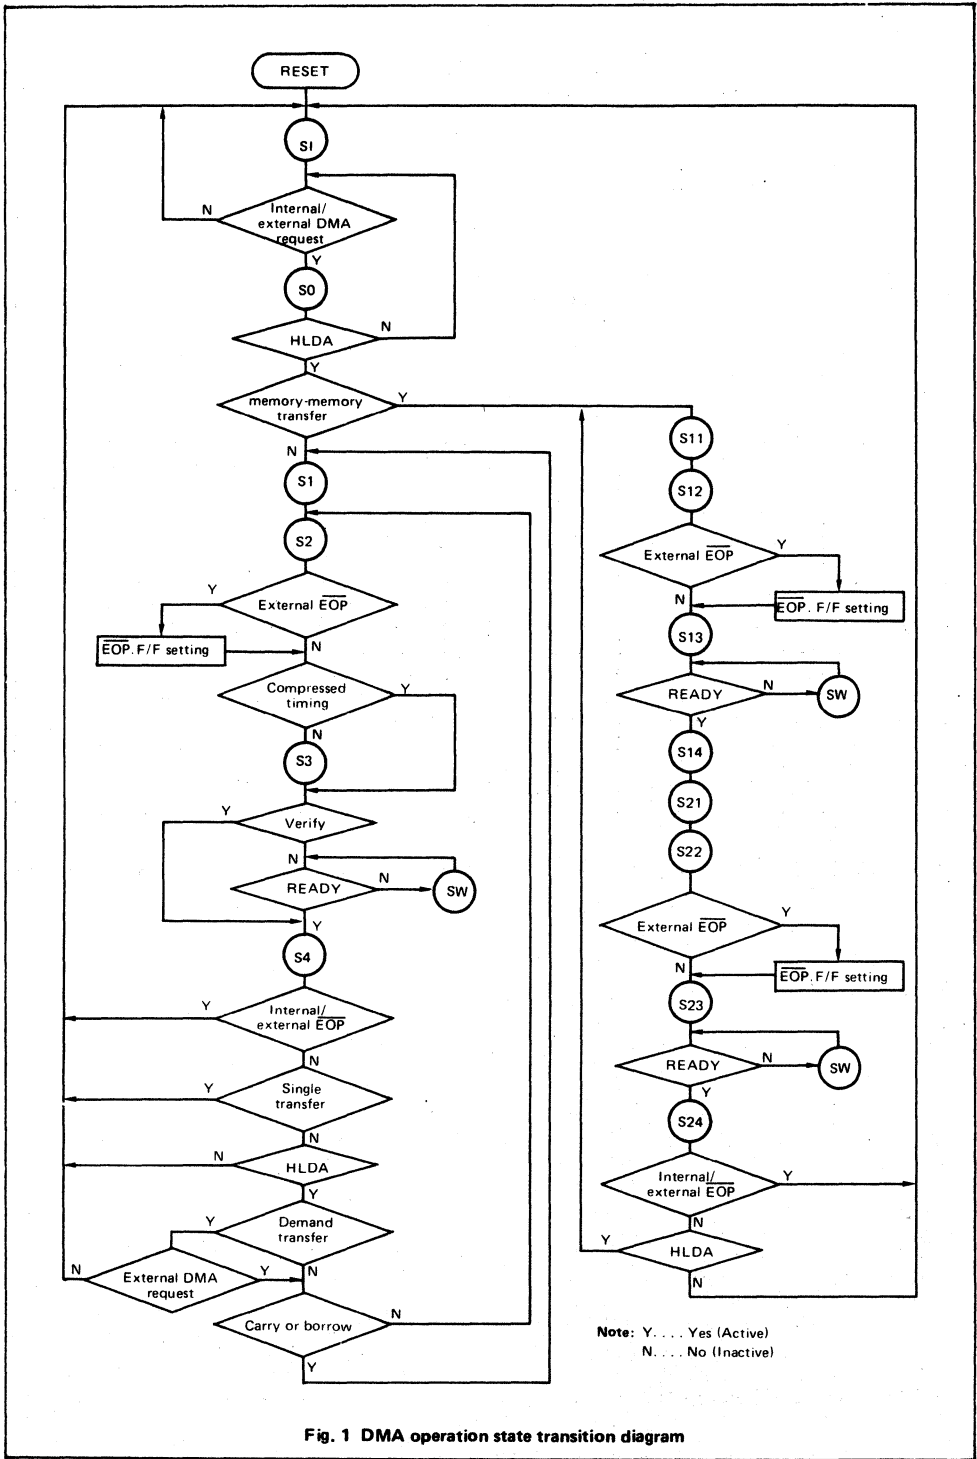 RESET
SI
Internal/
external DMA
request
N
Y
S0
HLDA
N
Y
memory-memory
transfer
Y
N
S1
S2
External EOP
Y
N
EOP. F/F setting
Compressed
timing
Y
N
S3
Verify
Y
N
READY
N
SW
Y
S4
Internal/
external EOP
Y
N
Single
transfer
Y
N
HLDA
N
Y
Demand
transfer
Y
N
External DMA
request
N
Y
Carry or borrow
N
Y
S11
S12
External EOP
Y
N
EOP. F/F setting
S13
READY
N
SW
Y
S14
S21
S22
External EOP
Y
N
EOP. F/F setting
S23
READY
N
SW
Y
S24
Internal/
external EOP
Y
N
HLDA
Y
N
Note: Y.... Yes (Active)
N.... No (Inactive)
Fig. 1 DMA operation state transition diagram